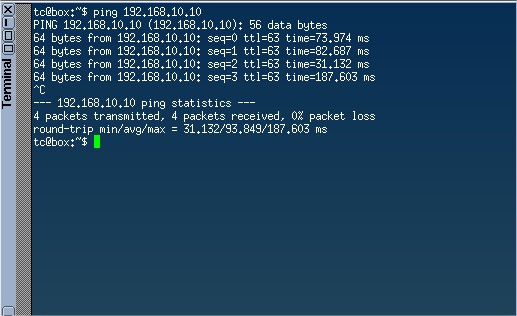 Terminal
tc@box:~$ ping 192.168.10.10
PING 192.168.10.10 (192.168.10.10): 56 data bytes
64 bytes from 192.168.10.10: seq=0 ttl=63 time=73.974 ms
64 bytes from 192.168.10.10: seq=1 ttl=63 time=82.687 ms
64 bytes from 192.168.10.10: seq=2 ttl=63 time=31.132 ms
64 bytes from 192.168.10.10: seq=3 ttl=63 time=187.603 ms
^C
--- 192.168.10.10 ping statistics ---
4 packets transmitted, 4 packets received, 0% packet loss
round-trip min/avg/max = 31.132/93.849/187.603 ms
tc@box:~$